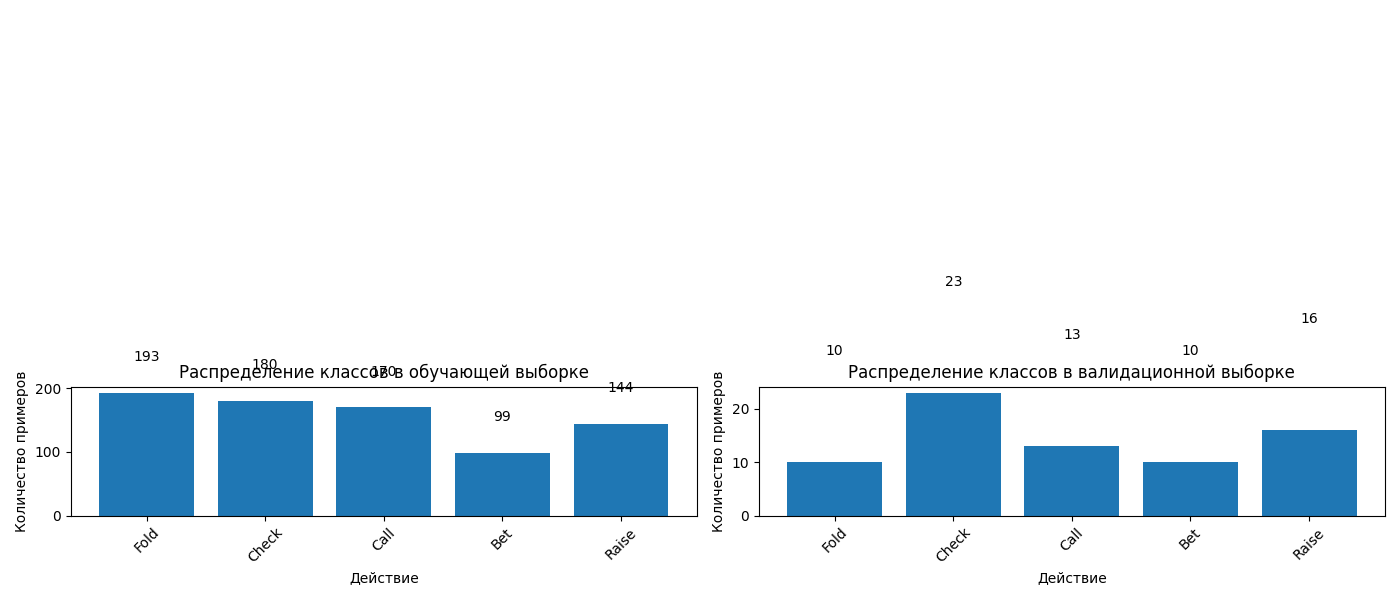 Распределение классов в обучающей выборке
Количество примеров
200
100
0
193
180
170
99
144
Fold
Check
Call
Bet
Raise
Действие
Распределение классов в валидационной выборке
Количество примеров
20
10
0
10
23
13
10
16
Fold
Check
Call
Bet
Raise
Действие